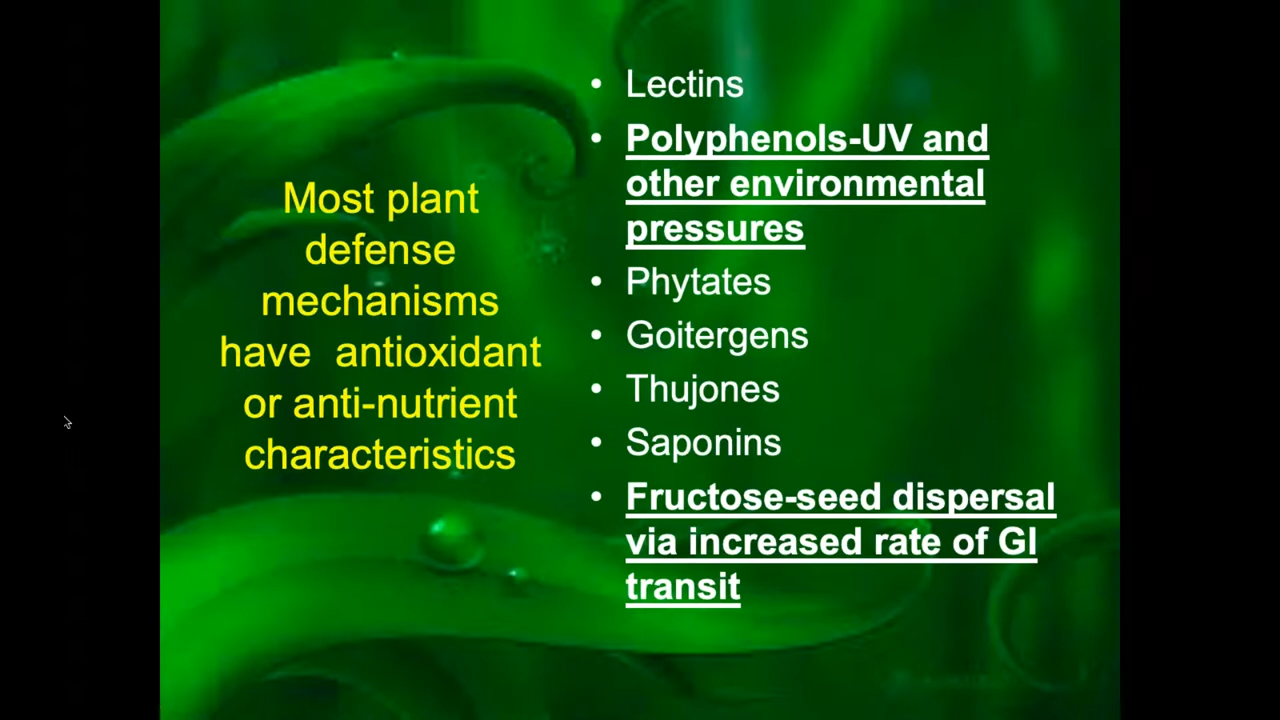 Most plant
defense
mechanisms
have antioxidant
or anti-nutrient
characteristics
• Lectins
• Polyphenols-UV and
other environmental
pressures
• Phytates
• Goitergens
• Thujones
• Saponins
• Fructose-seed dispersal
via increased rate of GI
transit